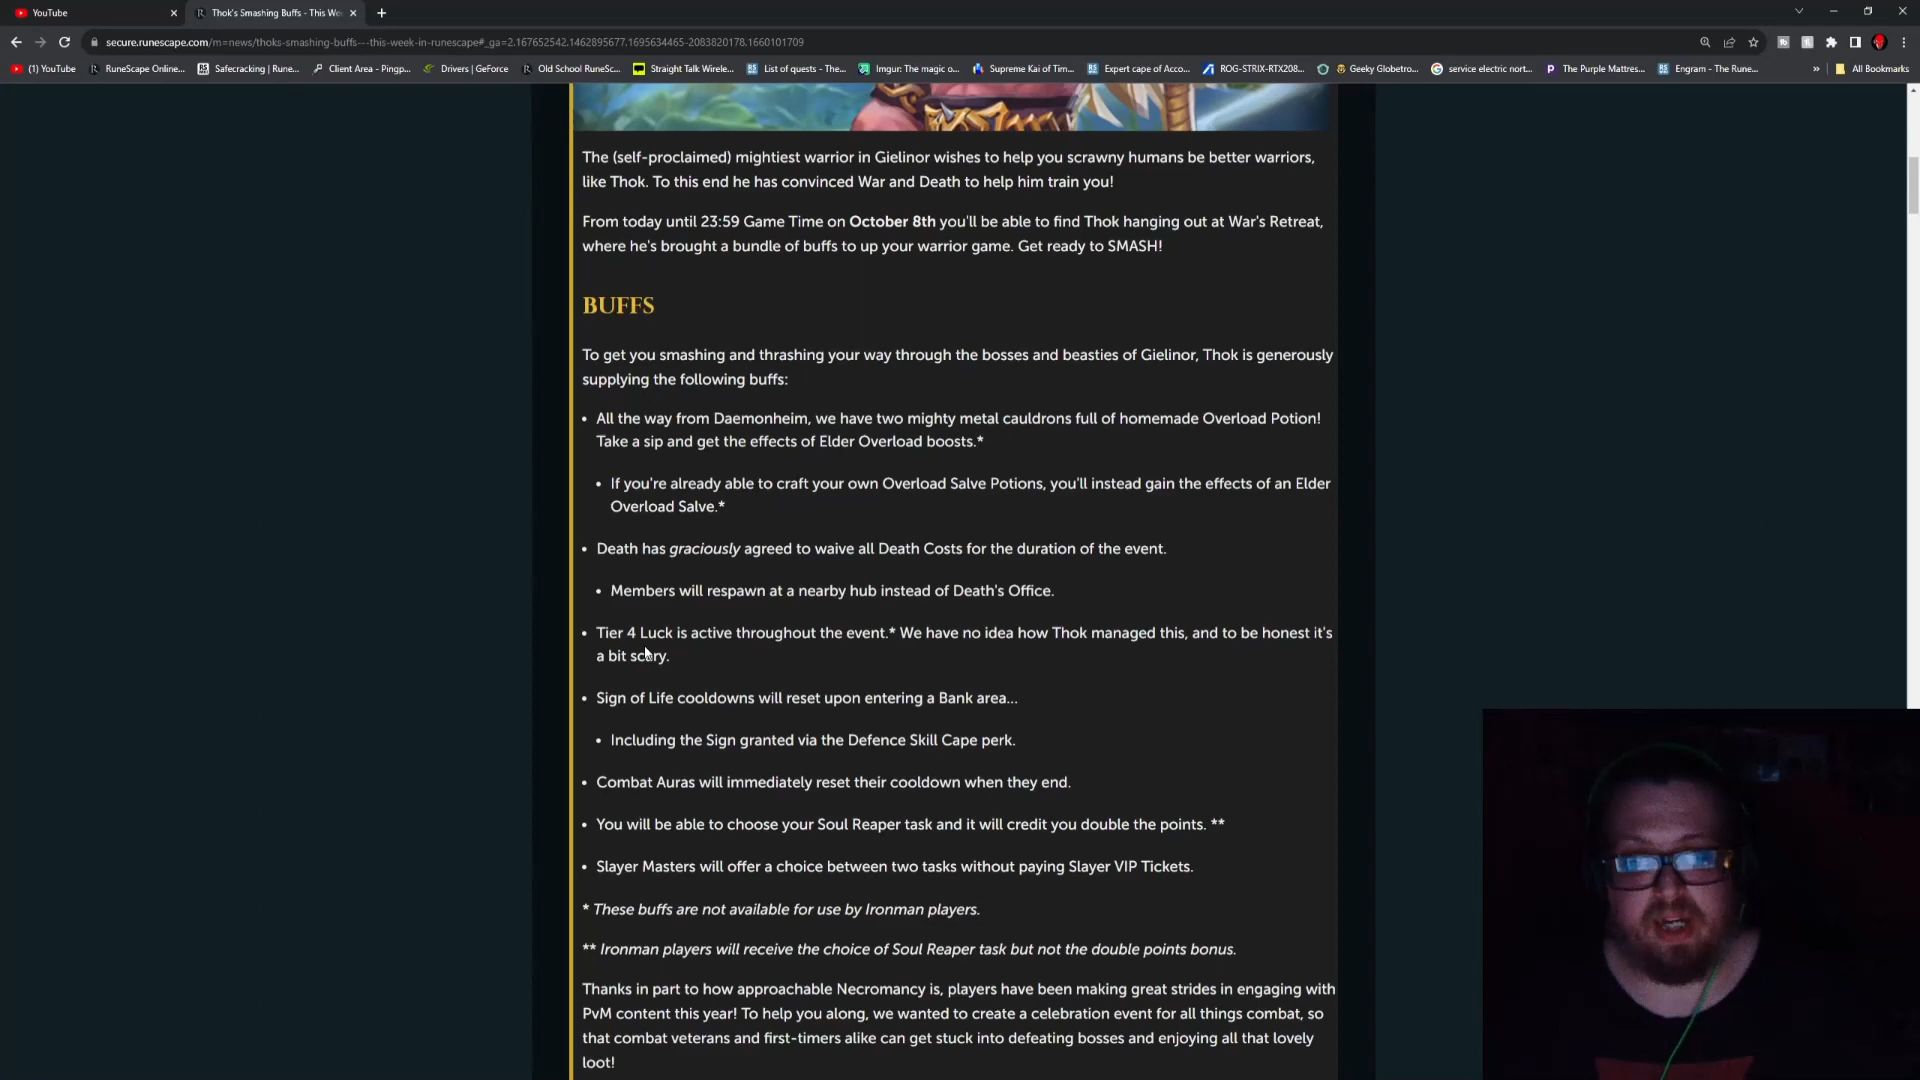 YouTube
Thok's Smashing Buffs - This We
secure.runescape.com/m=news/thoks-smashing-buffs---this-week-in-runescape#_ga=2.167652542.1462895677.1695634465-2083820178.1660101709
(1) YouTube
RuneScape Online...
Safecracking | Rune...
Client Area - Pingp...
Drivers | GeForce
Old School RuneSc...
Straight Talk Wirele...
List of quests - The...
Imgur: The magic o...
Supreme Kai of Tim...
Expert cape of Acco...
ROG-STRIX-RTX208...
Geeky Globetro...
service electric nort...
The Purple Mattres...
Engram - The Rune...
All Bookmarks
The (self-proclaimed) mightiest warrior in Gielinor wishes to help you scrawny humans be better warriors,
like Thok. To this end he has convinced War and Death to help him train you!
From today until 23:59 Game Time on October 8th you'll be able to find Thok hanging out at War's Retreat,
where he's brought a bundle of buffs to up your warrior game. Get ready to SMASH!
BUFFS
To get you smashing and thrashing your way through the bosses and beasties of Gielinor, Thok is generously
supplying the following buffs:
• All the way from Daemonheim, we have two mighty metal cauldrons full of homemade Overload Potion!
Take a sip and get the effects of Elder Overload boosts.*
• If you're already able to craft your own Overload Salve Potions, you'll instead gain the effects of an Elder
Overload Salve.*
• Death has graciously agreed to waive all Death Costs for the duration of the event.
• Members will respawn at a nearby hub instead of Death's Office.
• Tier 4 Luck is active throughout the event.* We have no idea how Thok managed this, and to be honest it's
a bit scary.
• Sign of Life cooldowns will reset upon entering a Bank area...
• Including the Sign granted via the Defence Skill Cape perk.
• Combat Auras will immediately reset their cooldown when they end.
• You will be able to choose your Soul Reaper task and it will credit you double the points. **
• Slayer Masters will offer a choice between two tasks without paying Slayer VIP Tickets.
* These buffs are not available for use by Ironman players.
** Ironman players will receive the choice of Soul Reaper task but not the double points bonus.
Thanks in part to how approachable Necromancy is, players have been making great strides in engaging with
PvM content this year! To help you along, we wanted to create a celebration event for all things combat, so
that combat veterans and first-timers alike can get stuck into defeating bosses and enjoying all that lovely
loot!